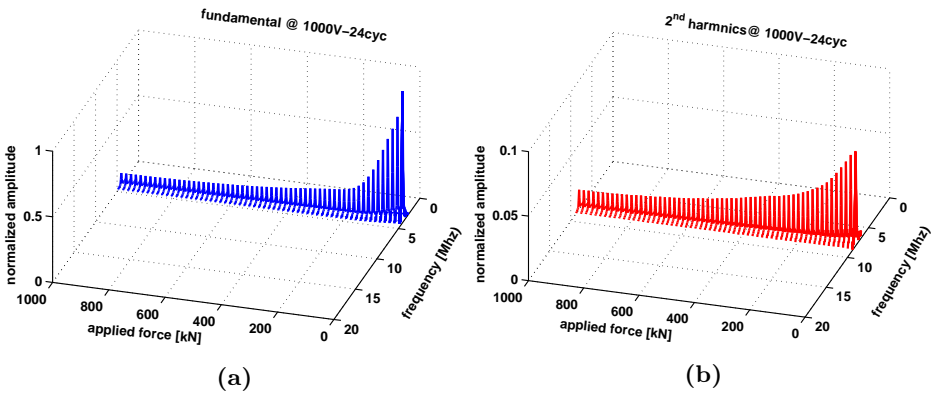 fundamental @ 1000V−24cyc
normalized amplitude
1
0.5
0
1000
800
600
400
200
0
applied force [kN]
0
5
10
15
20
frequency [Mhz]
(a)
2nd harmnics@ 1000V−24cyc
normalized amplitude
0.1
0.05
0
1000
800
600
400
200
0
applied force [kN]
0
5
10
15
20
frequency [Mhz]
(b)